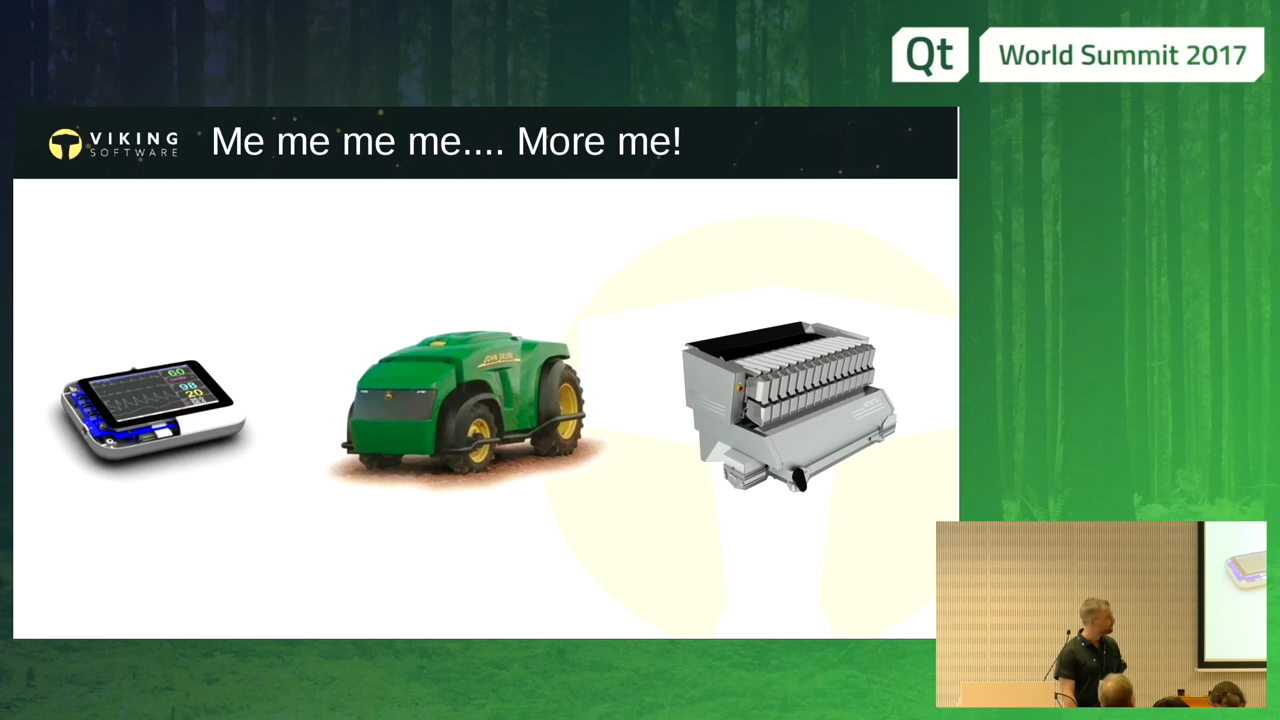 Qt World Summit 2017
VIKING
SOFTWARE
Me me me me.... More me!
60
98
20
JOHN DEERE